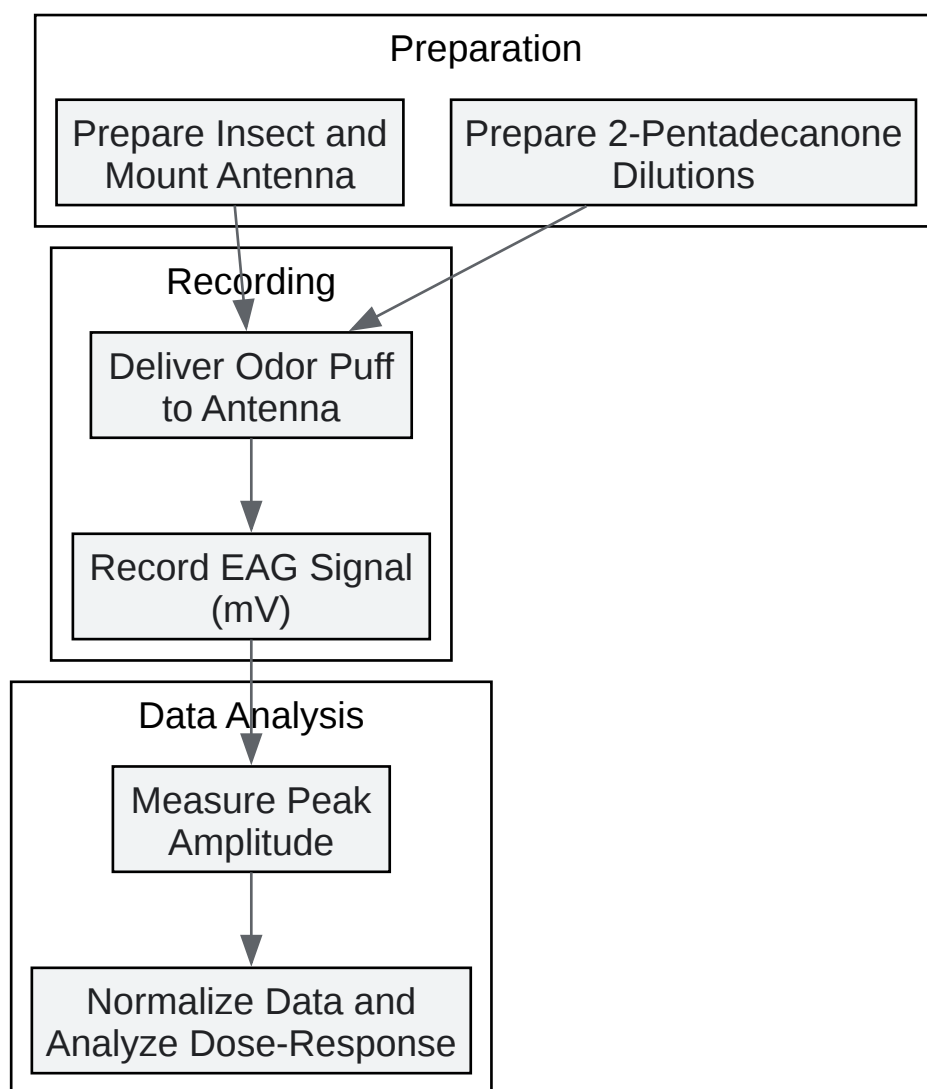 Preparation
Prepare Insect and
Mount Antenna
Prepare 2-Pentadecanone
Dilutions
Recording
Deliver Odor Puff
to Antenna
Record EAG Signal
(mV)
Data Analysis
Measure Peak
Amplitude
Normalize Data and
Analyze Dose-Response